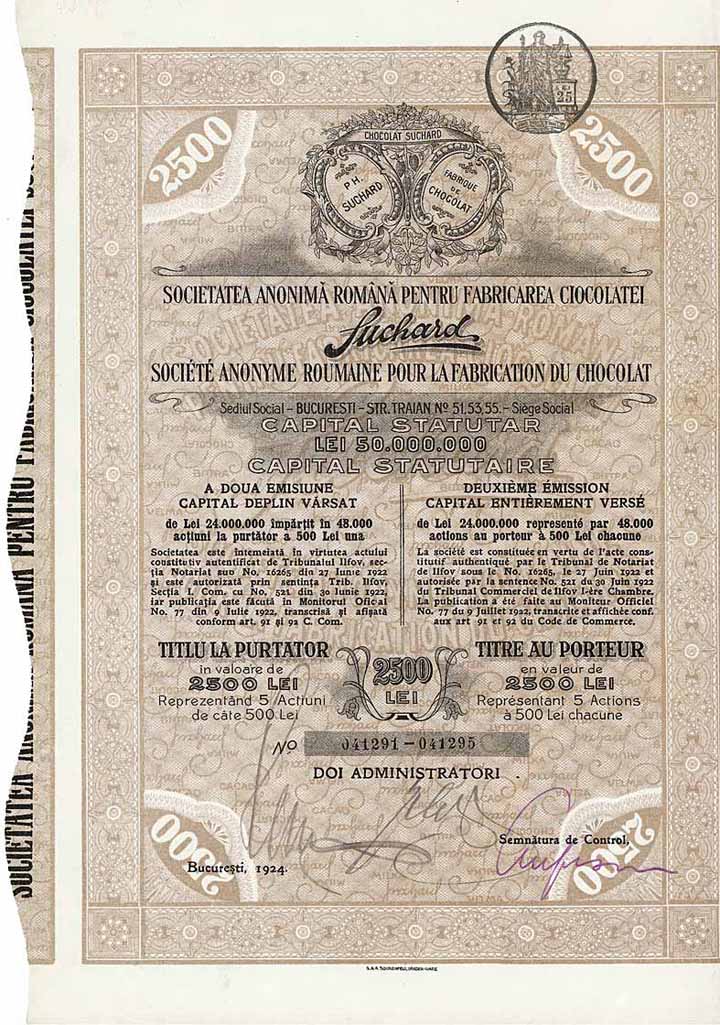 25
2500
2500
CHOCOLAT SUCHARD
PH. SUCHARD
FABRIQUE DE CHOCOLAT
SOCIETATEA ANONIMĂ ROMÂNĂ PENTRU FABRICAREA CIOCOLATEI
Suchard
SOCIÉTÉ ANONYME ROUMAINE POUR LA FABRICATION DU CHOCOLAT
Sediul Social – BUCURESTI – STR. TRAIAN No 51,53,55. – Siège Social
CAPITAL STATUTAR
LEI 50.000.000
CAPITAL STATUTAIRE
A DOUA EMISIUNE
CAPITAL DEPLIN VĂRSAT
de Lei 24.000.000 împărțit în 48.000
acțiuni la purtător a 500 Lei una
Societatea este întemeiată în virtutea actului
constitutiv autentificat de Tribunalul Ilfov, sec-
ția Notariat sub No. 16265 din 27 Iunie 1922
și este autorizată prin sentința Trib. Ilfov,
Secția I. Com. cu No. 521 din 30 Iunie 1922,
iar publicația este făcută în Monitorul Oficial
No. 77 din 9 Iulie 1922, transcrisă și afișată
conform art. 91 și 92 C. Com.
DEUXIÈME ÉMISSION
CAPITAL ENTIÈREMENT VERSÉ
de Lei 24.000.000 representé par 48.000
actions au porteur à 500 Lei chacune
La société est constituée en vertu de l'acte cons-
titutif authentiqué par le Tribunal de Notariat
de Ilfov sous le No. 16265, le 27 Juin 1922 et
autorisée par la sentence No. 521 du 30 Juin 1922
du Tribunal Commerciel de Ilfov I-ère Chambre.
La publication a été faite au Moniteur Officiel
No. 77 du 9 Juillet 1922, transcrite et affichée conf.
aux art 91 et 92 du Code de Commerce.
TITLU LA PURTĂTOR
în valoare de
2500 LEI
Reprezentând 5 Acțiuni
de câte 500 Lei
2500
LEI
TITRE AU PORTEUR
en valeur de
2500 LEI
Représentant 5 Actions
à 500 Lei chacune
No 041291 – 041295
DOI ADMINISTRATORI
Semnătura de Control,
București, 1924.
2500
2500
SOCIETATEA ANONIMĂ ROMÂNĂ PENTRU FABRICAREA CIOCOLATEI